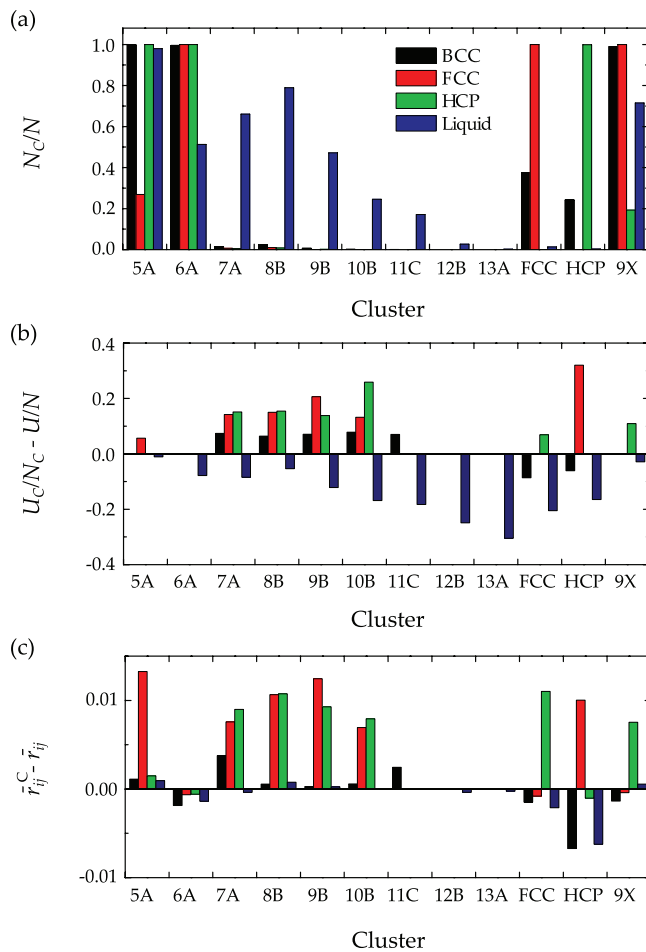 (a)
N_C/N
1.0
0.8
0.6
0.4
0.2
0.0
BCC
FCC
HCP
Liquid
5A 6A 7A 8B 9B 10B 11C 12B 13A FCC HCP 9X
Cluster
(b)
U_C/N_C - U/N
0.4
0.2
0.0
-0.2
-0.4
5A 6A 7A 8B 9B 10B 11C 12B 13A FCC HCP 9X
Cluster
(c)
r̄_ij^C - r̄_ij
0.01
0.00
-0.01
5A 6A 7A 8B 9B 10B 11C 12B 13A FCC HCP 9X
Cluster